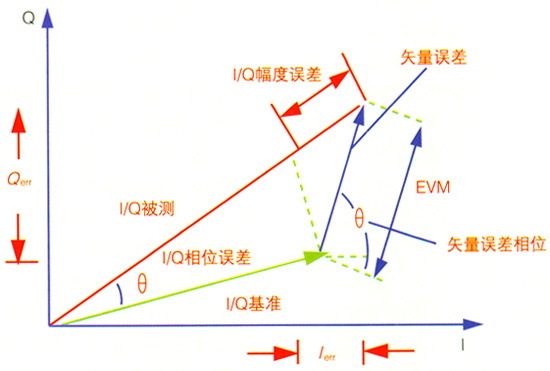 Q
矢量误差
I/Q幅度误差
Qerr
EVM
I/Q被测
θ
I/Q相位误差
矢量误差相位
θ
I/Q基准
I
Ierr